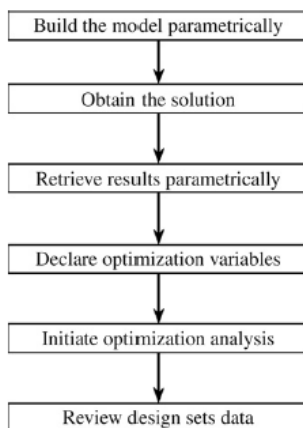 Build the model parametrically
Obtain the solution
Retrieve results parametrically
Declare optimization variables
Initiate optimization analysis
Review design sets data